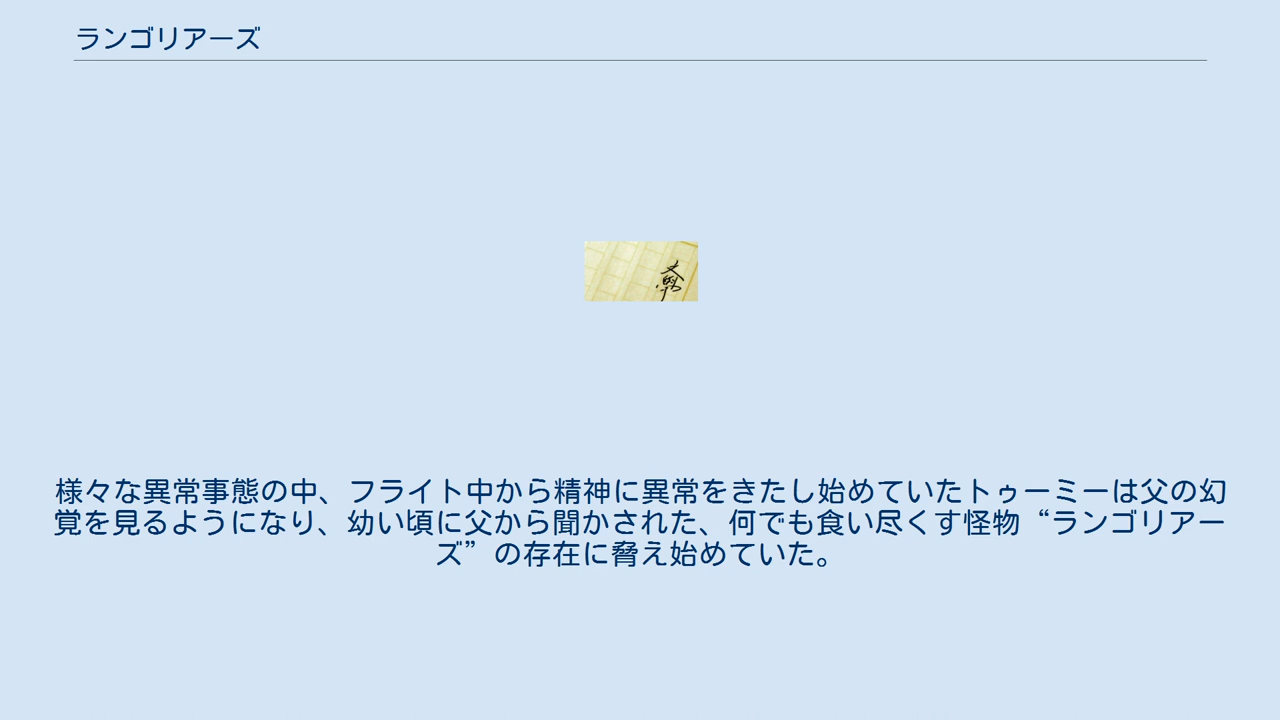 ランゴリアーズ
様々な異常事態の中、フライト中から精神に異常をきたし始めていたトゥーミーは父の幻
覚を見るようになり、幼い頃に父から聞かされた、何でも食い尽くす怪物“ランゴリアー
ズ”の存在に脅え始めていた。